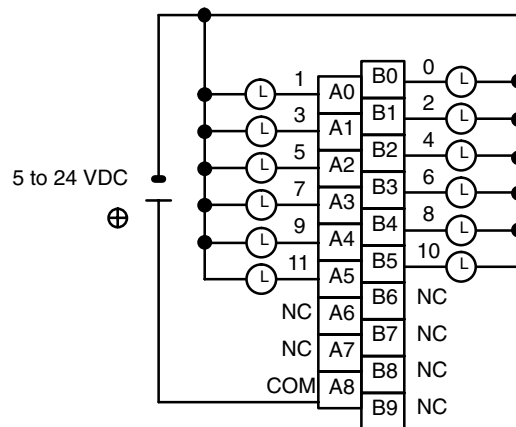 1 A0 B0 0
L L
3 A1 B1 2
L L
5 A2 B2 4
L L
5 to 24 VDC
7 A3 B3 6
L L
9 A4 B4 8
L L
11 A5 B5 10
L L
NC A6 B6 NC
NC A7 B7 NC
COM A8 B8 NC
B9 NC